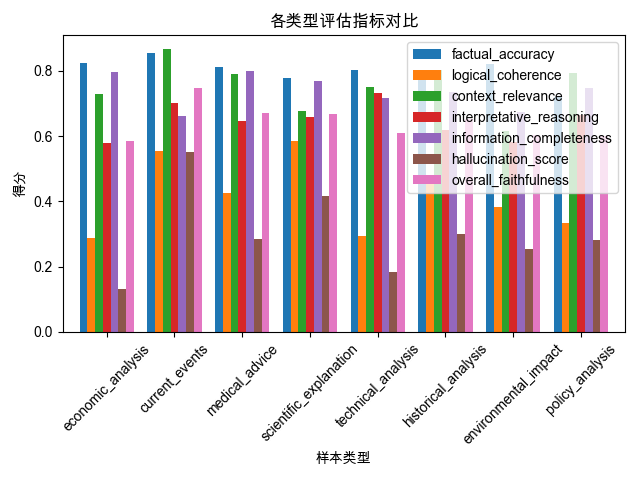 各类型评估指标对比
得分
0.8
0.6
0.4
0.2
0.0
factual_accuracy
logical_coherence
context_relevance
interpretative_reasoning
information_completeness
hallucination_score
overall_faithfulness
economic_analysis
current_events
medical_advice
scientific_explanation
technical_analysis
historical_analysis
environmental_impact
policy_analysis
样本类型